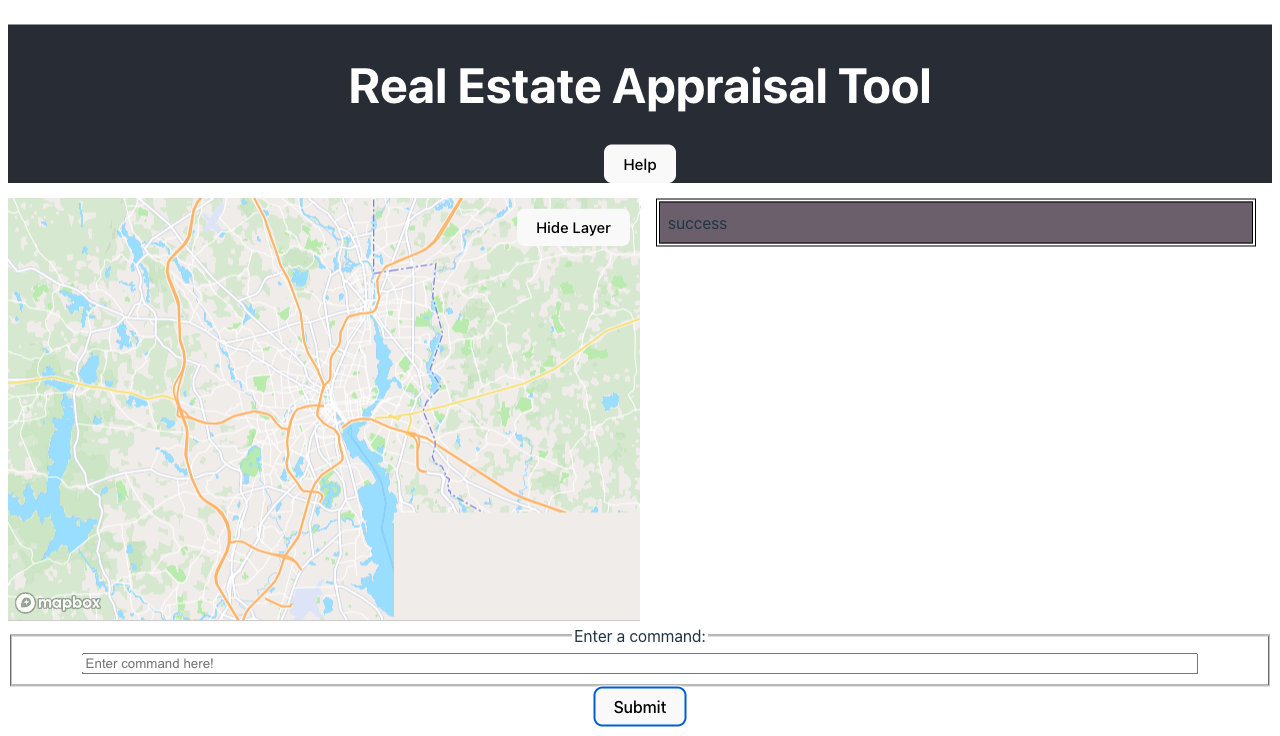 Real Estate Appraisal Tool
Help
Hide Layer
success
mapbox
Enter a command:
Enter command here!
Submit